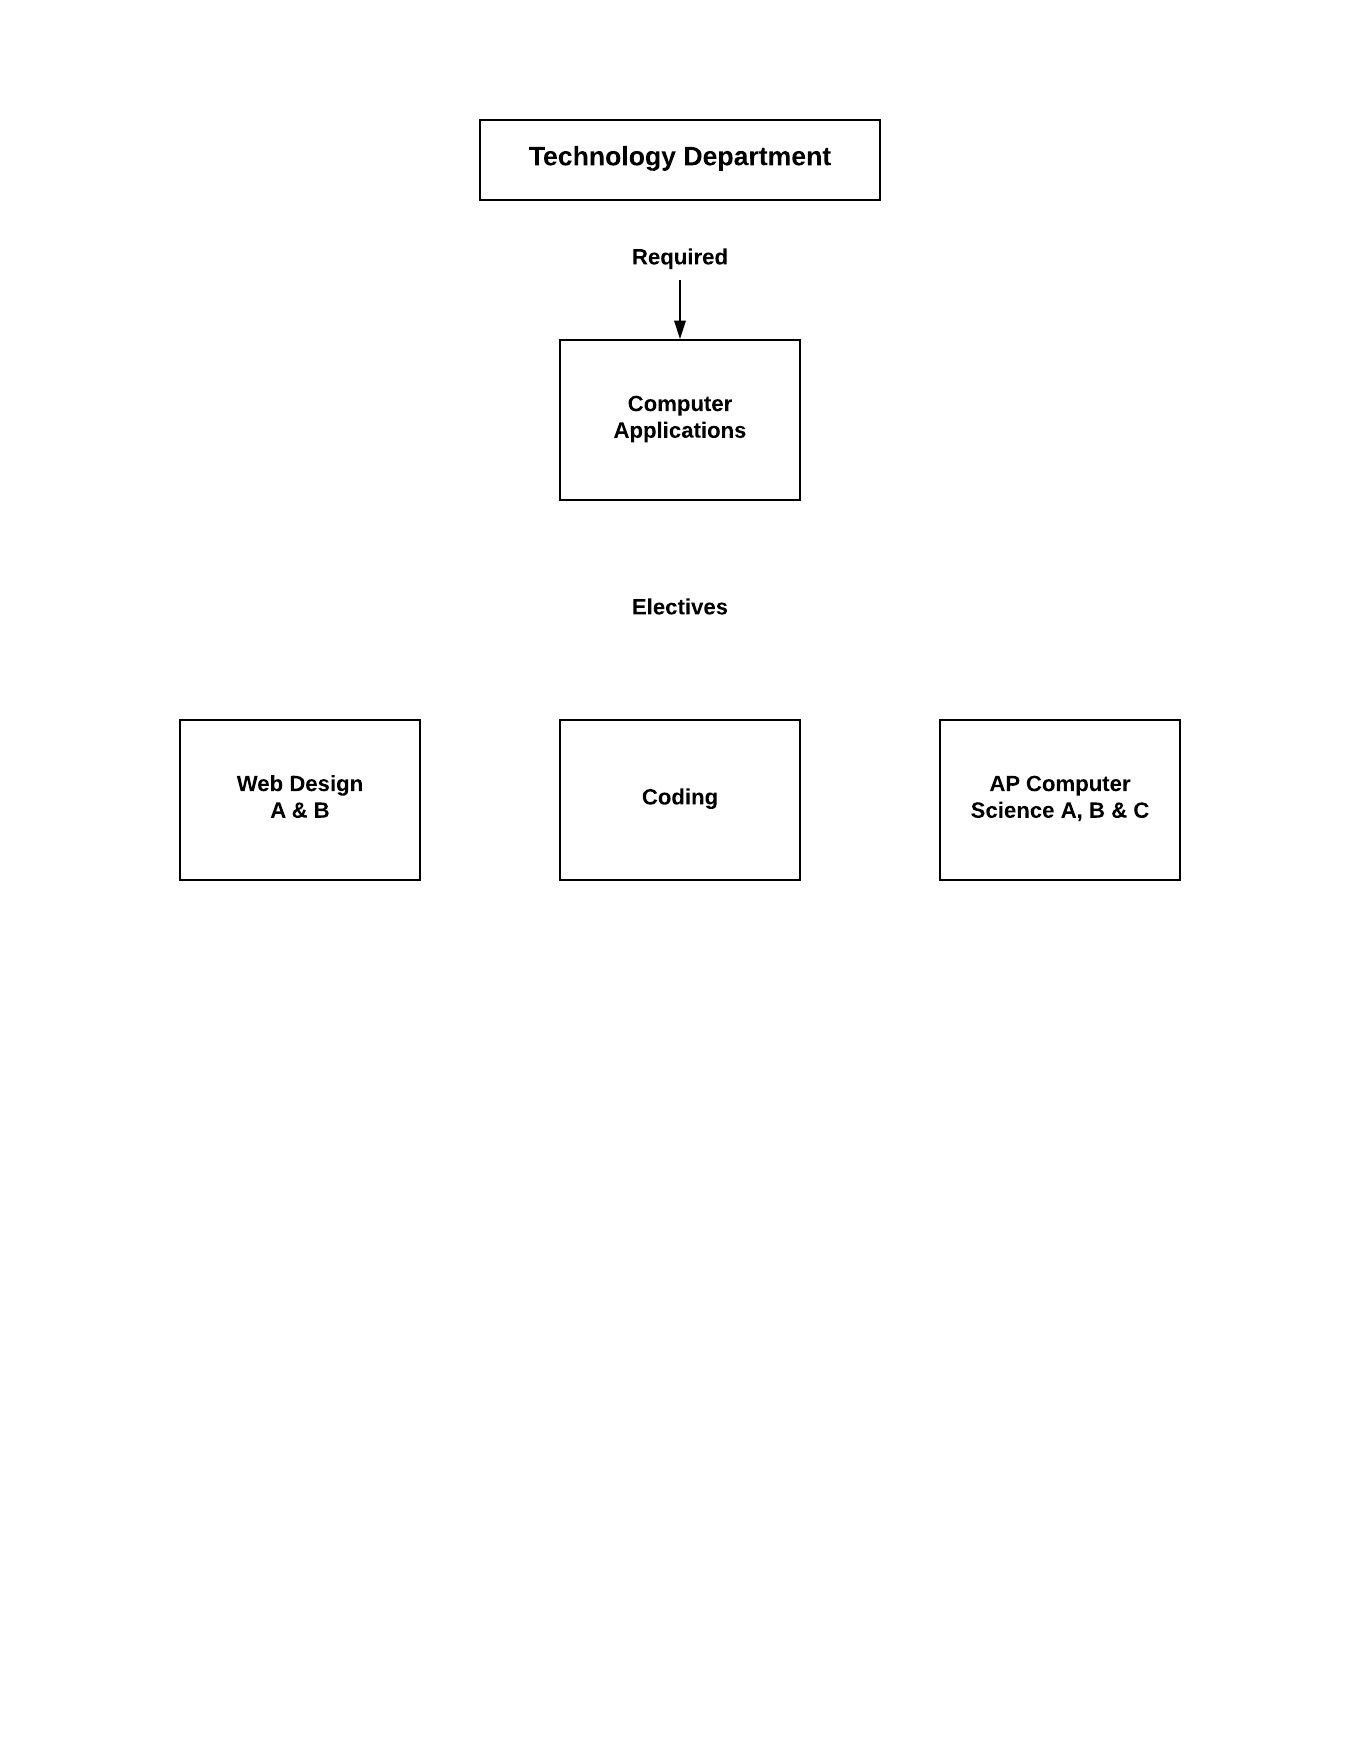 Technology Department
Required
Computer
Applications
Electives
Web Design
A & B
Coding
AP Computer
Science A, B & C